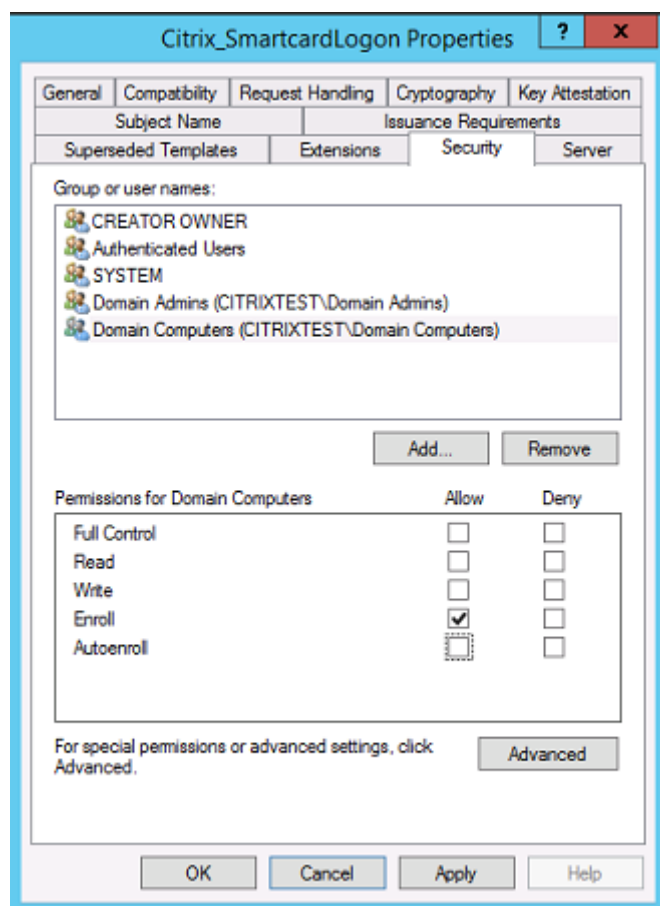 Citrix_SmartcardLogon Properties ? x
General Compatibility Request Handling Cryptography Key Attestation
Subject Name Issuance Requirements
Superseded Templates Extensions Security Server
Group or user names:
CREATOR OWNER
Authenticated Users
SYSTEM
Domain Admins (CITRIXTEST\Domain Admins)
Domain Computers (CITRIXTEST\Domain Computers)
Add... Remove
Permissions for Domain Computers Allow Deny
Full Control
Read
Write
Enroll
Autoenroll
For special permissions or advanced settings, click
Advanced.
Advanced
OK Cancel Apply Help